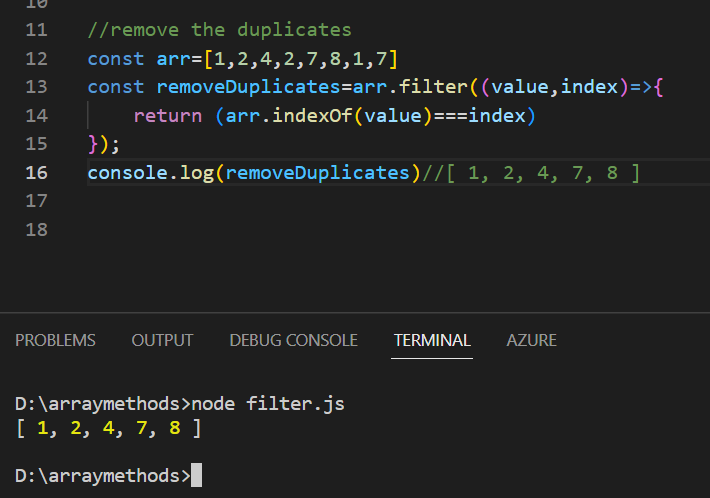 10
11 //remove the duplicates
12 const arr=[1,2,4,2,7,8,1,7]
13 const removeDuplicates=arr.filter((value,index)=>{
14     return (arr.indexOf(value)===index)
15 });
16 console.log(removeDuplicates)//[ 1, 2, 4, 7, 8 ]
17
18
PROBLEMS OUTPUT DEBUG CONSOLE TERMINAL AZURE
D:\arraymethods>node filter.js
[ 1, 2, 4, 7, 8 ]
D:\arraymethods>